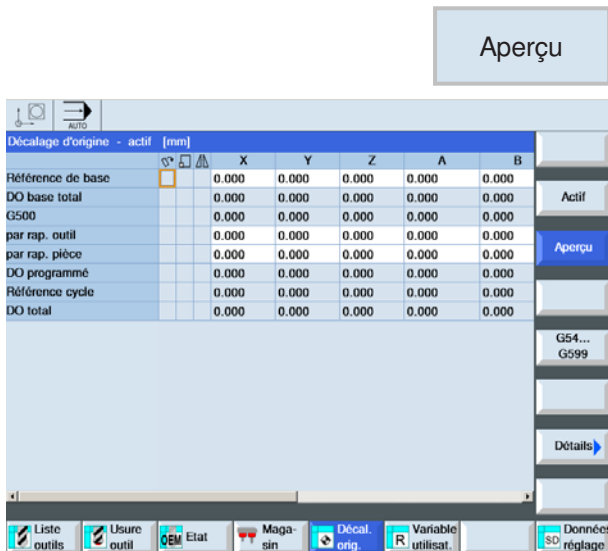 Aperçu
AUTO
Décalage d'origine - actif [mm]
X Y Z A B
Référence de base 0.000 0.000 0.000 0.000 0.000
DO base total 0.000 0.000 0.000 0.000 0.000
G500 0.000 0.000 0.000 0.000 0.000
par rap. outil 0.000 0.000 0.000 0.000 0.000
par rap. pièce 0.000 0.000 0.000 0.000 0.000
DO programmé 0.000 0.000 0.000 0.000 0.000
Référence cycle 0.000 0.000 0.000 0.000 0.000
DO total 0.000 0.000 0.000 0.000 0.000
Actif
Aperçu
G54...
G599
Détails
Liste
outils
Usure
outil
OEM Etat
Maga-
sin
Décal.
orig.
R Variable
utilisat.
SD Données
réglage